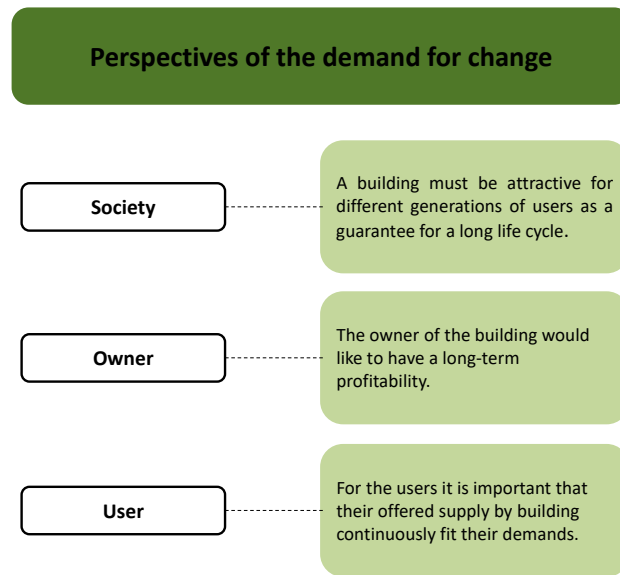 Perspectives of the demand for change
Society
A building must be attractive for
different generations of users as a
guarantee for a long life cycle.
Owner
The owner of the building would
like to have a long-term
profitability.
User
For the users it is important that
their offered supply by building
continuously fit their demands.